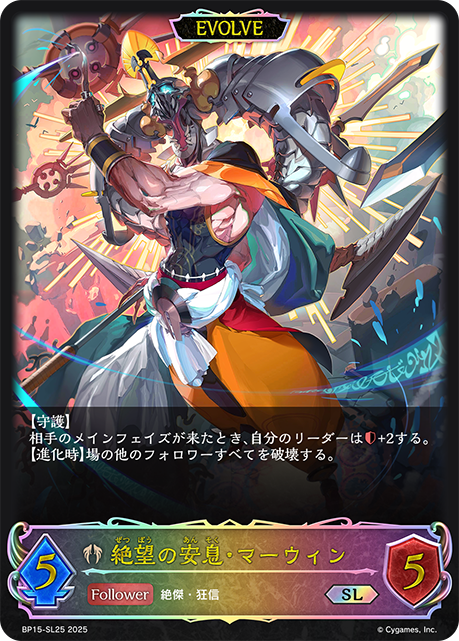 EVOLVE
【守護】
相手のメインフェイズが来たとき、自分のリーダーは+2する。
【進化時】場の他のフォロワーすべてを破壊する。
ぜつぼう あんそく
絶望の安息・マーウィン
5
5
Follower 絶傑・狂信 SL
BP15-SL25 2025 © Cygames, Inc.